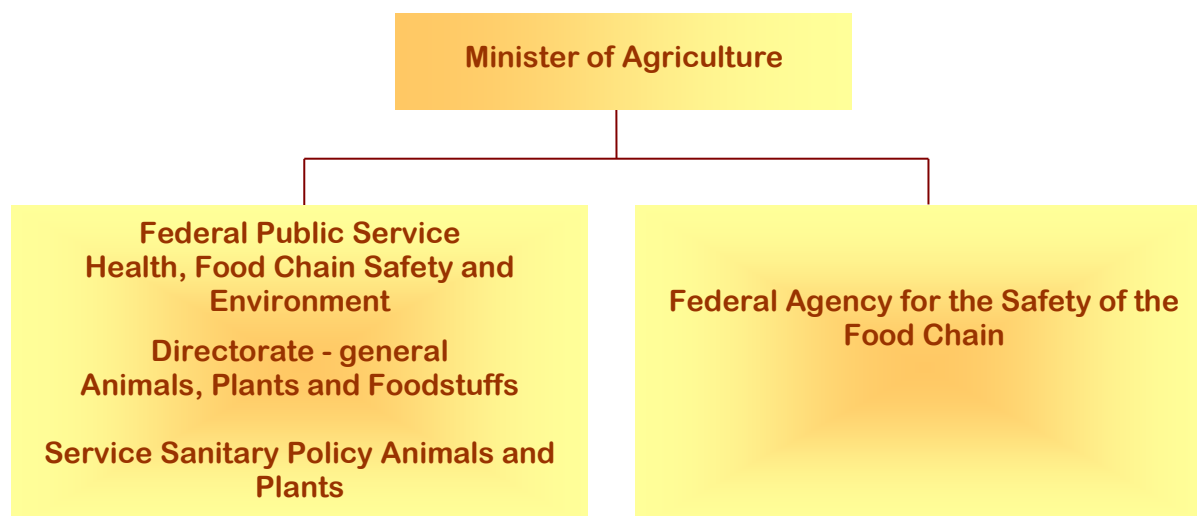 Minister of Agriculture
Federal Public Service
Health, Food Chain Safety and
Environment
Directorate - general
Animals, Plants and Foodstuffs
Service Sanitary Policy Animals and
Plants
Federal Agency for the Safety of the
Food Chain